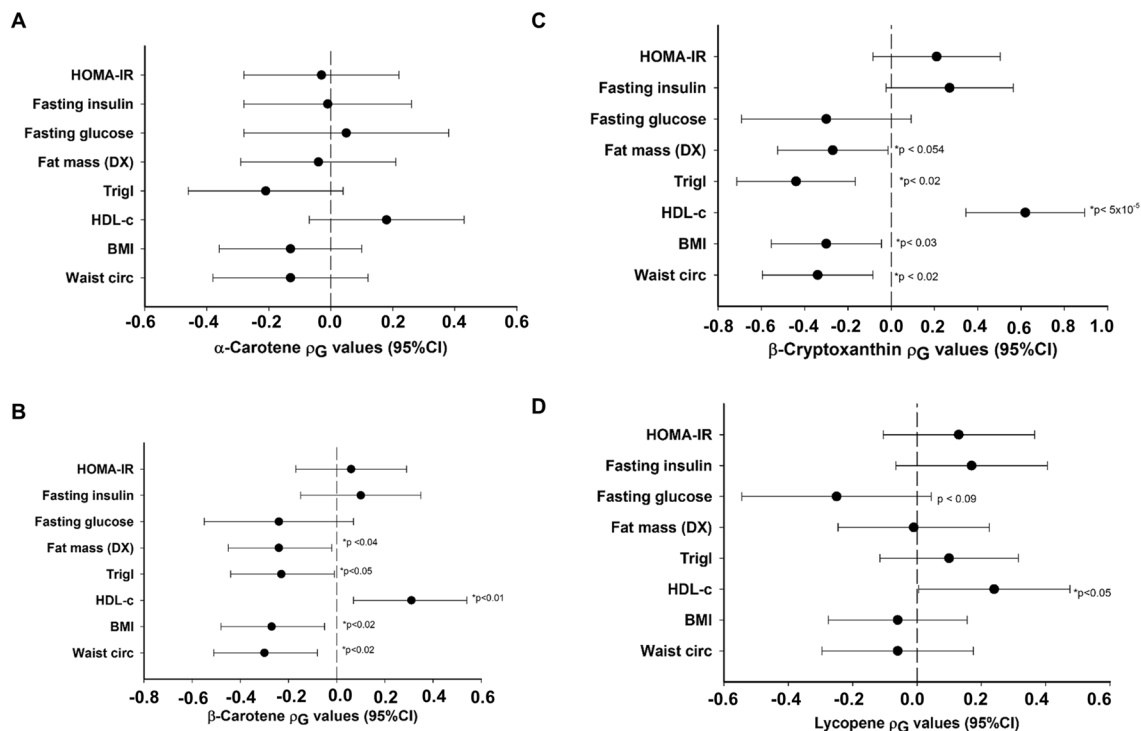 A
HOMA-IR
Fasting insulin
Fasting glucose
Fat mass (DX)
Trigl
HDL-c
BMI
Waist circ
-0.6 -0.4 -0.2 0.0 0.2 0.4 0.6
α-Carotene ρG values (95%CI)
B
HOMA-IR
Fasting insulin
Fasting glucose
Fat mass (DX) *p <0.04
Trigl *p<0.05
HDL-c *p<0.01
BMI *p<0.02
Waist circ *p<0.02
-0.8 -0.6 -0.4 -0.2 0.0 0.2 0.4 0.6
β-Carotene ρG values (95%CI)
C
HOMA-IR
Fasting insulin
Fasting glucose
Fat mass (DX) *p < 0.054
Trigl *p< 0.02
HDL-c *p< 5x10-5
BMI *p< 0.03
Waist circ *p< 0.02
-0.8 -0.6 -0.4 -0.2 0.0 0.2 0.4 0.6 0.8 1.0
β-Cryptoxanthin ρG values (95%CI)
D
HOMA-IR
Fasting insulin
Fasting glucose p < 0.09
Fat mass (DX)
Trigl
HDL-c *p<0.05
BMI
Waist circ
-0.6 -0.4 -0.2 0.0 0.2 0.4 0.6
Lycopene ρG values (95%CI)